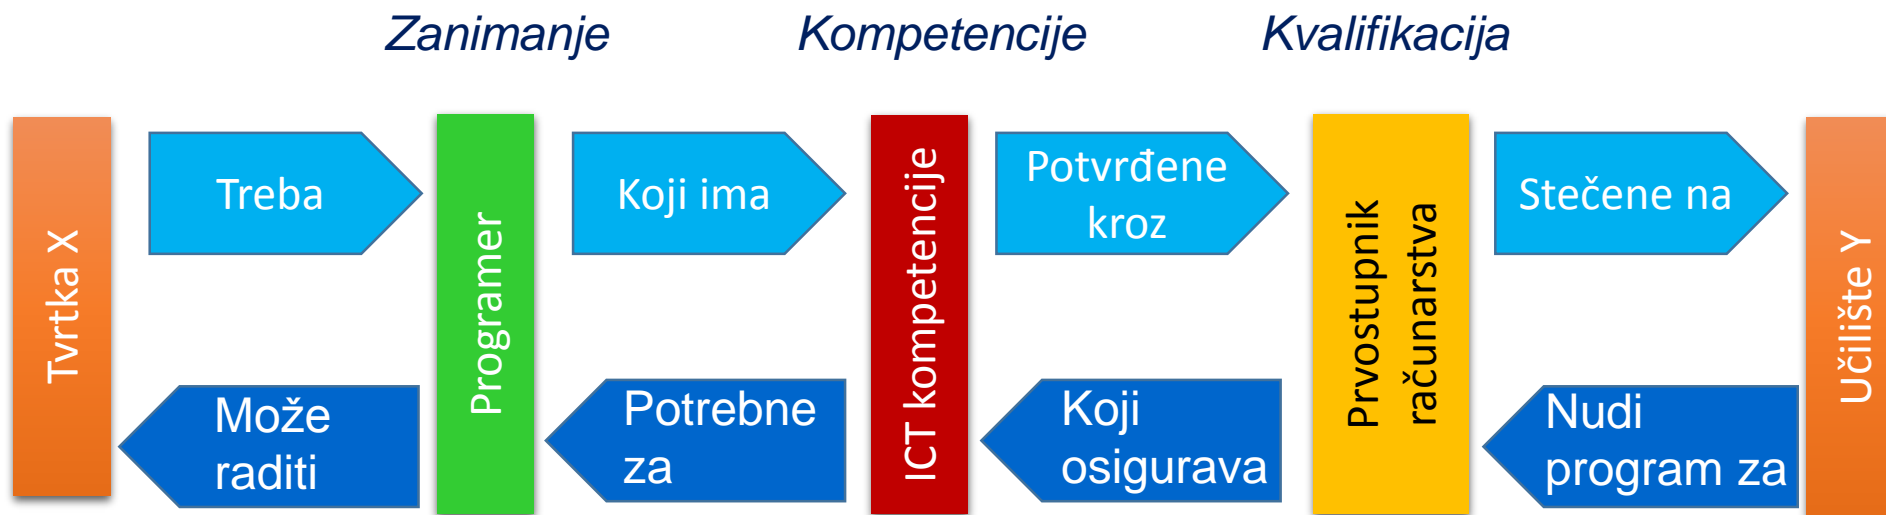 Zanimanje
Kompetencije
Kvalifikacija
Tvrtka X
Treba
Programer
Koji ima
ICT kompetencije
Potvrđene
kroz
Prvostupnik
računarstva
Stečene na
Učilište Y
Može
raditi
Potrebne
za
Koji
osigurava
Nudi
program za